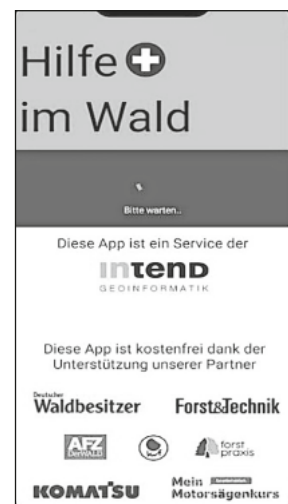 Hilfe
im Wald
Bitte warten..
Diese App ist ein Service der
intend
GEOINFORMATIK
Diese App ist kostenfrei dank der
Unterstützung unserer Partner
Deutscher
Waldbesitzer
Forst&Technik
AFZ
DerWALD
forst
praxis
KOMATSU
Mein
Motorsägenkurs